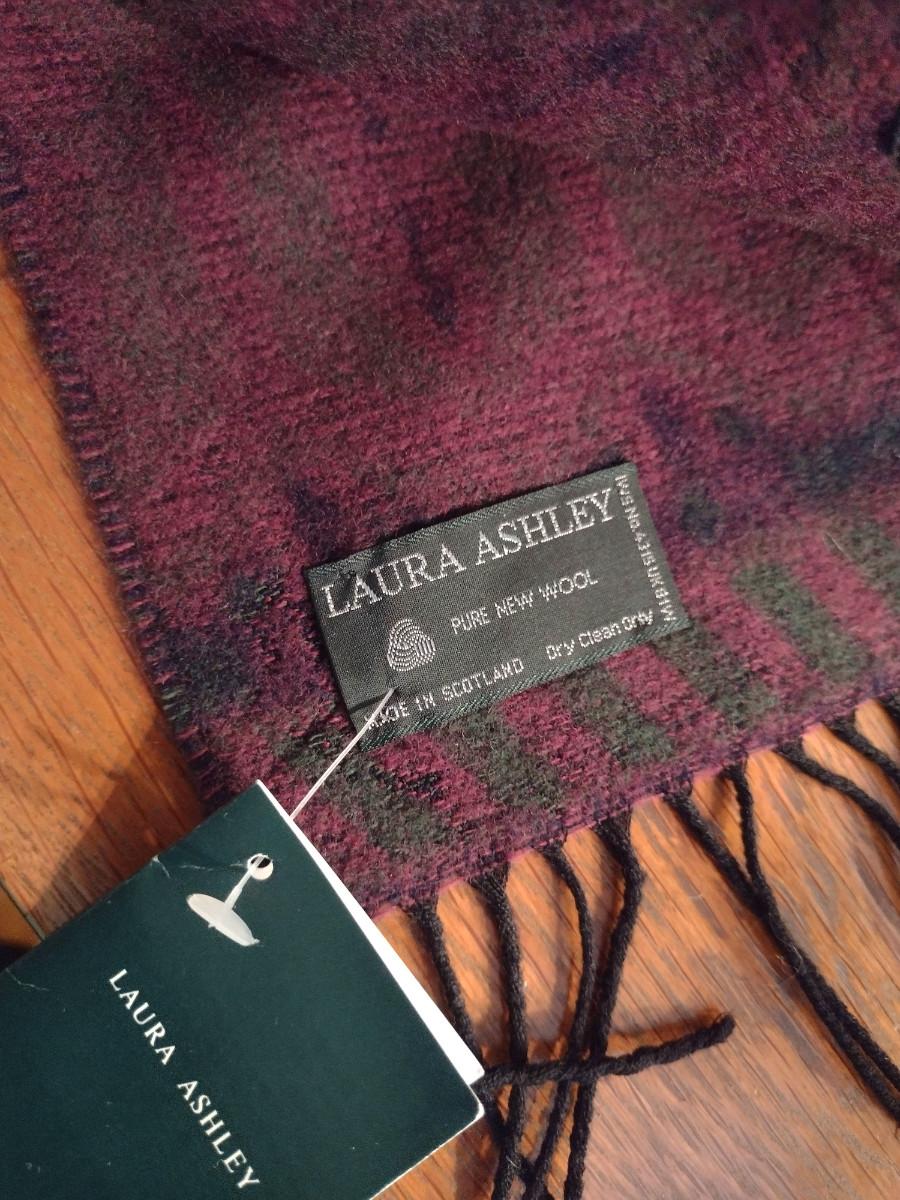 LAURA ASHLEY
PURE NEW WOOL
MADE IN SCOTLAND Dry Clean Only
LAURA ASHLEY